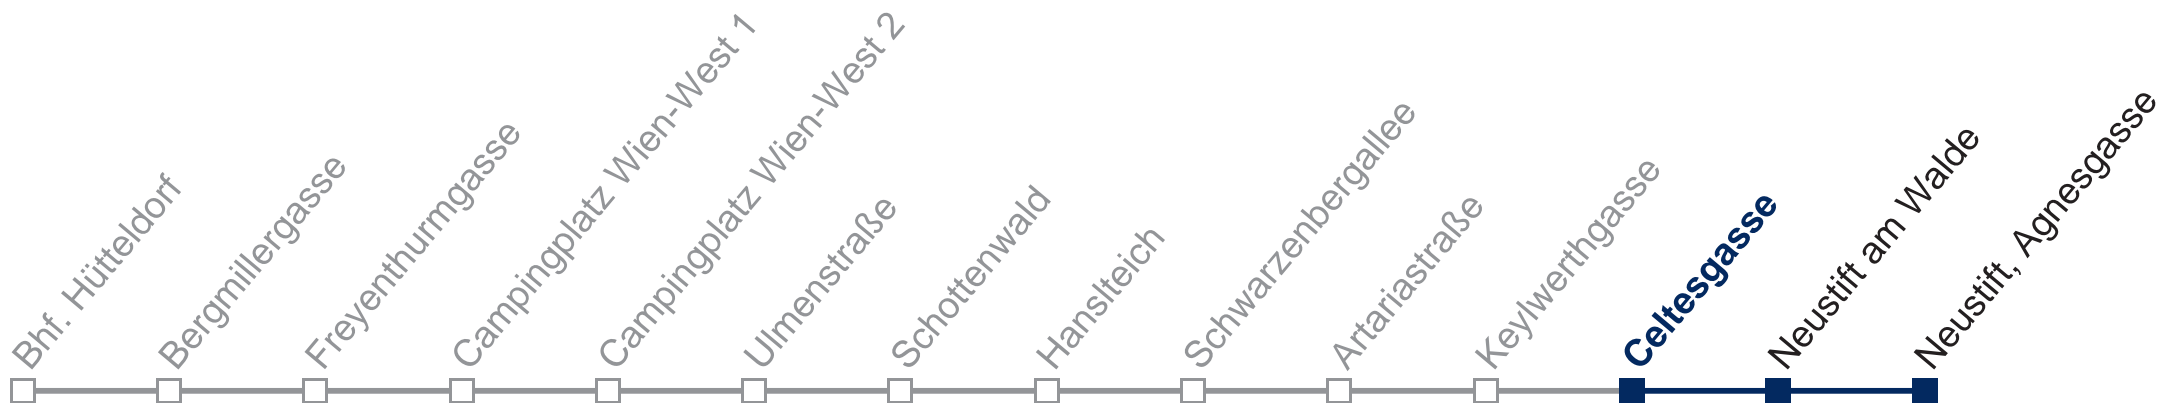 Bhf. Hütteldorf
Bergmillergasse
Freyenthurmgasse
Campingplatz Wien-West 1
Campingplatz Wien-West 2
Ulmenstraße
Schottenwald
Hanslteich
Schwarzenbergallee
Artariastraße
Keylwerthgasse
Celtesgasse
Neustift am Walde
Neustift, Agnesgasse